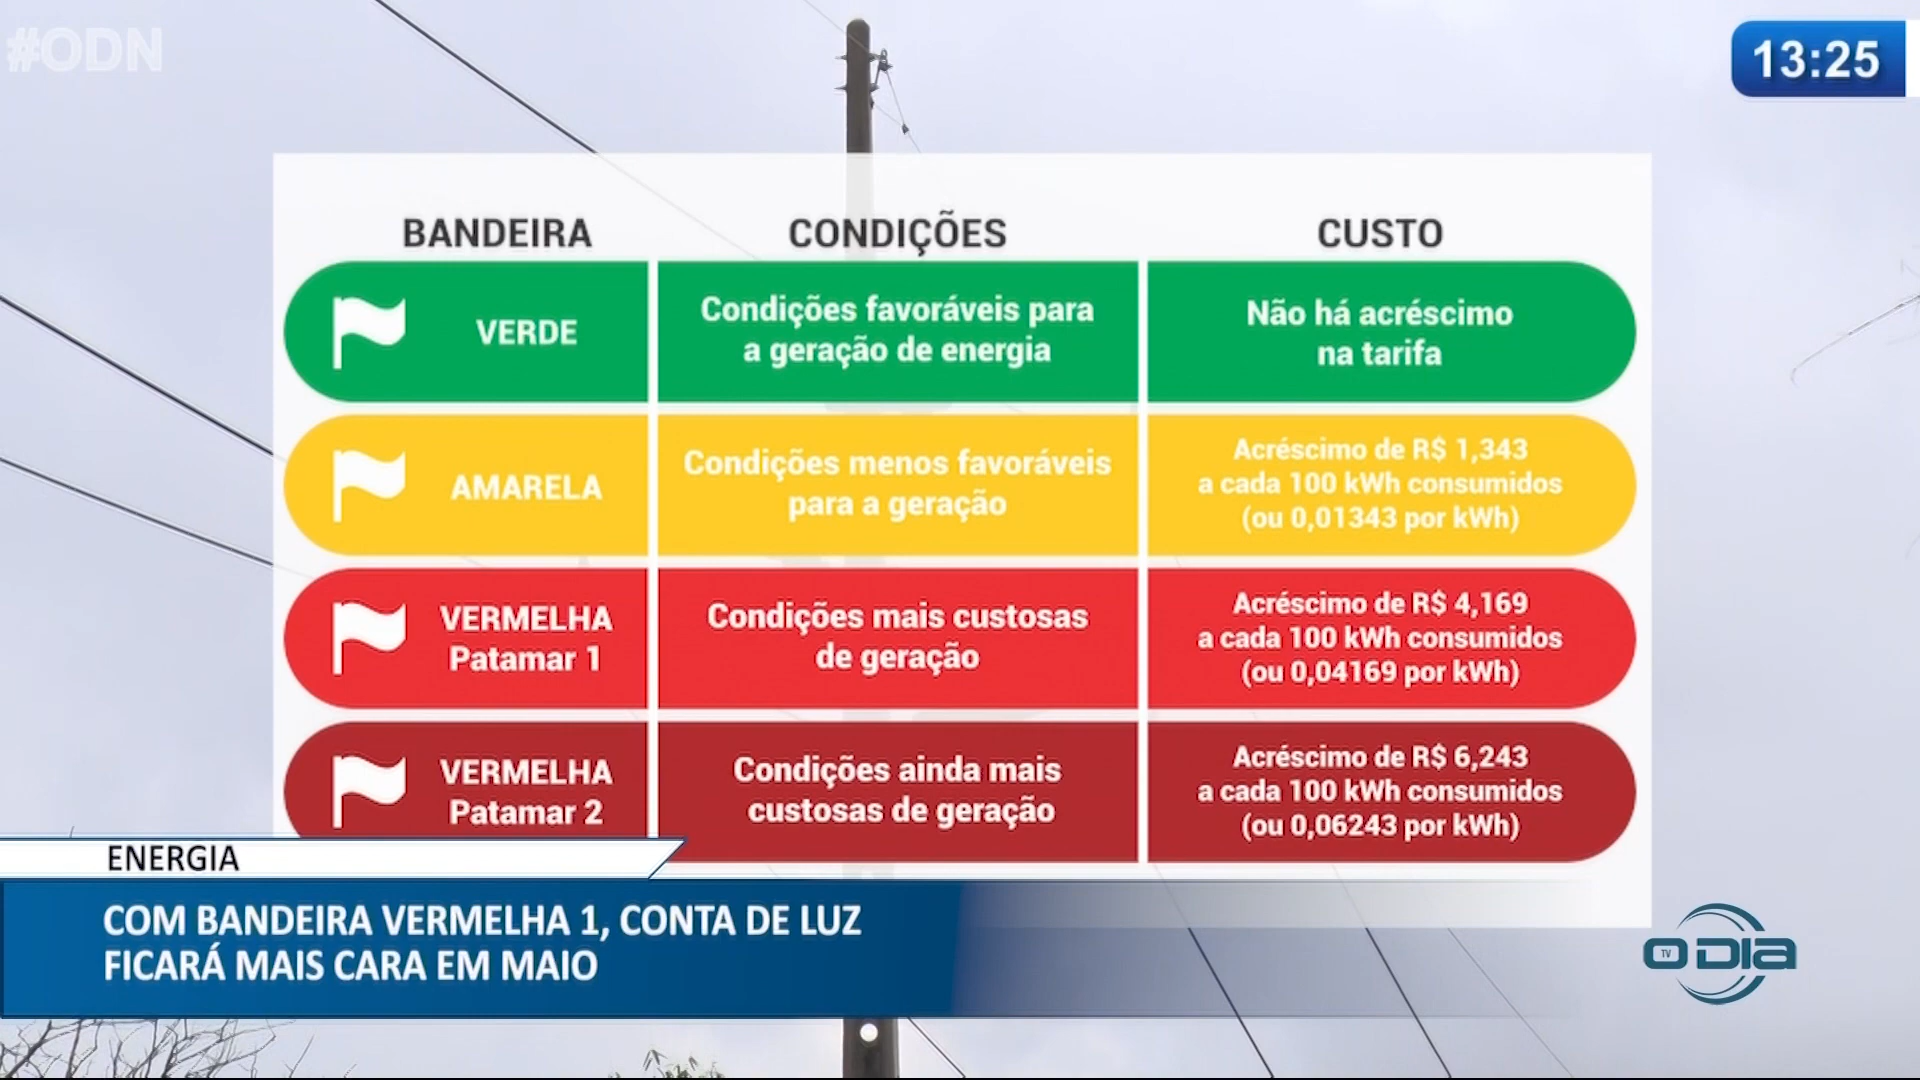 #ODN
13:25
BANDEIRA
CONDIÇÕES
CUSTO
VERDE
Condições favoráveis para
a geração de energia
Não há acréscimo
na tarifa
AMARELA
Condições menos favoráveis
para a geração
Acréscimo de R$ 1,343
a cada 100 kWh consumidos
(ou 0,01343 por kWh)
VERMELHA
Patamar 1
Condições mais custosas
de geração
Acréscimo de R$ 4,169
a cada 100 kWh consumidos
(ou 0,04169 por kWh)
VERMELHA
Patamar 2
Condições ainda mais
custosas de geração
Acréscimo de R$ 6,243
a cada 100 kWh consumidos
(ou 0,06243 por kWh)
ENERGIA
COM BANDEIRA VERMELHA 1, CONTA DE LUZ
FICARÁ MAIS CARA EM MAIO
O DIA
TV